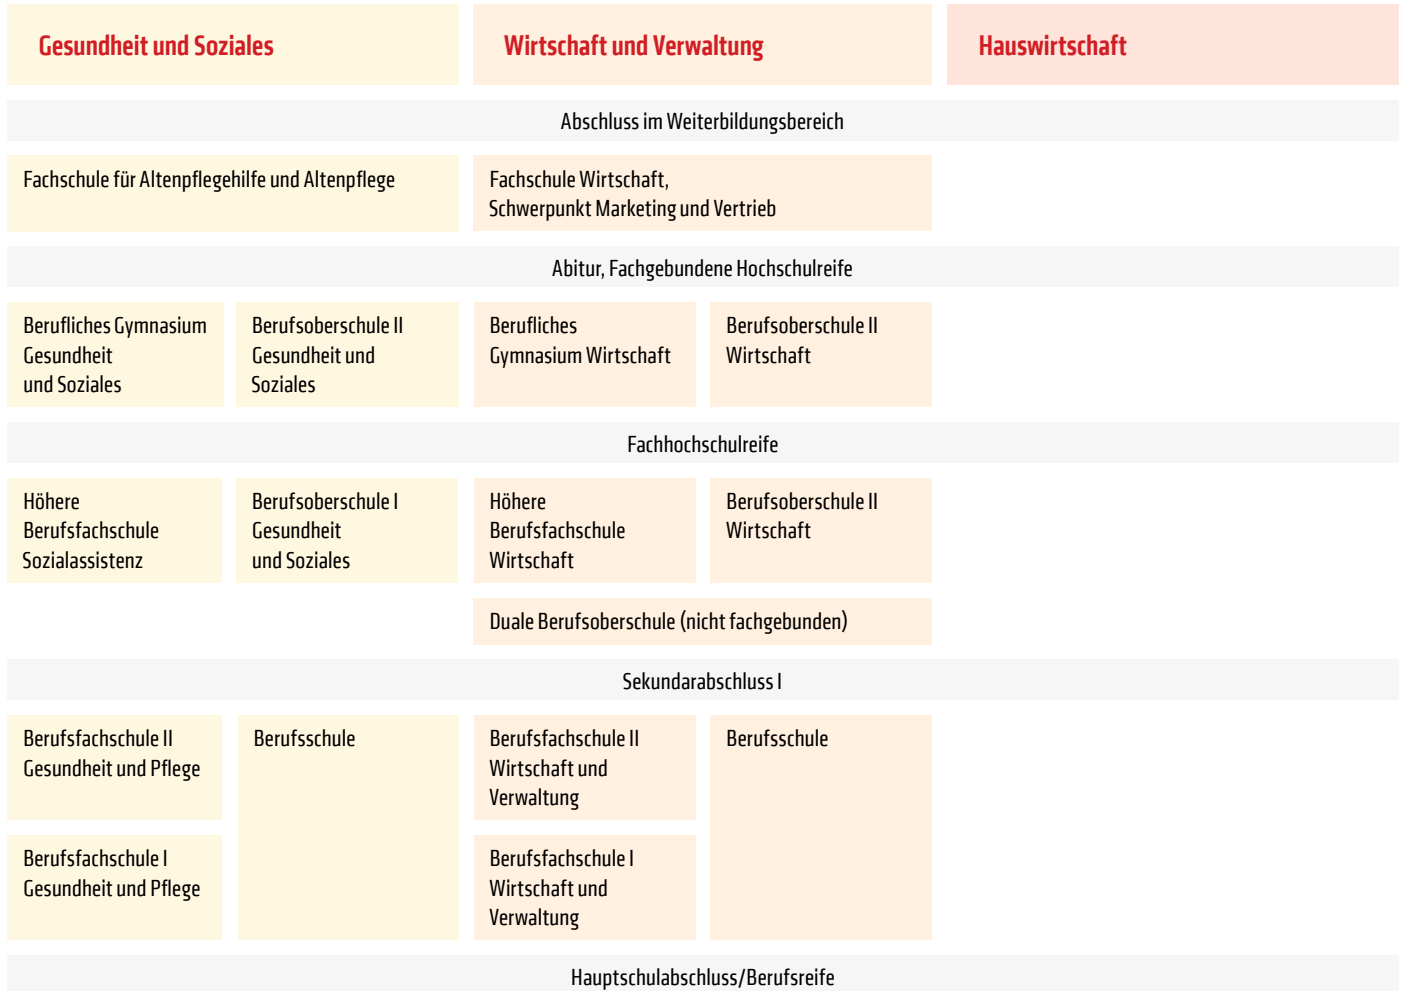 Gesundheit und Soziales
Wirtschaft und Verwaltung
Hauswirtschaft
Abschluss im Weiterbildungsbereich
Fachschule für Altenpflegehilfe und Altenpflege
Fachschule Wirtschaft,
Schwerpunkt Marketing und Vertrieb
Abitur, Fachgebundene Hochschulreife
Berufliches Gymnasium
Gesundheit
und Soziales
Berufsoberschule II
Gesundheit und
Soziales
Berufliches
Gymnasium Wirtschaft
Berufsoberschule II
Wirtschaft
Fachhochschulreife
Höhere
Berufsfachschule
Sozialassistenz
Berufsoberschule I
Gesundheit
und Soziales
Höhere
Berufsfachschule
Wirtschaft
Berufsoberschule II
Wirtschaft
Duale Berufsoberschule (nicht fachgebunden)
Sekundarabschluss I
Berufsfachschule II
Gesundheit und Pflege
Berufsschule
Berufsfachschule II
Wirtschaft und
Verwaltung
Berufsschule
Berufsfachschule I
Gesundheit und Pflege
Berufsfachschule I
Wirtschaft und
Verwaltung
Hauptschulabschluss/Berufsreife